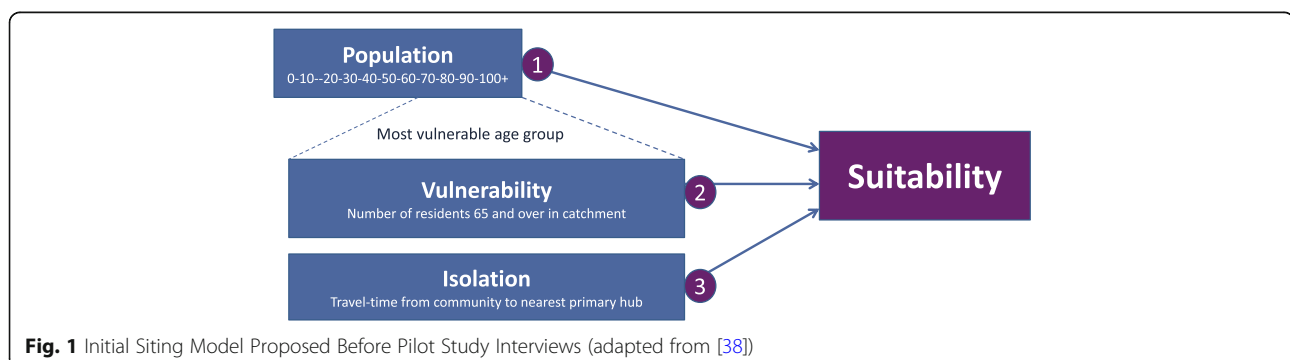 Population
0-10--20-30-40-50-60-70-80-90-100+
1
Most vulnerable age group
Vulnerability
Number of residents 65 and over in catchment
2
Suitability
Isolation
Travel-time from community to nearest primary hub
3
Fig. 1 Initial Siting Model Proposed Before Pilot Study Interviews (adapted from [38])